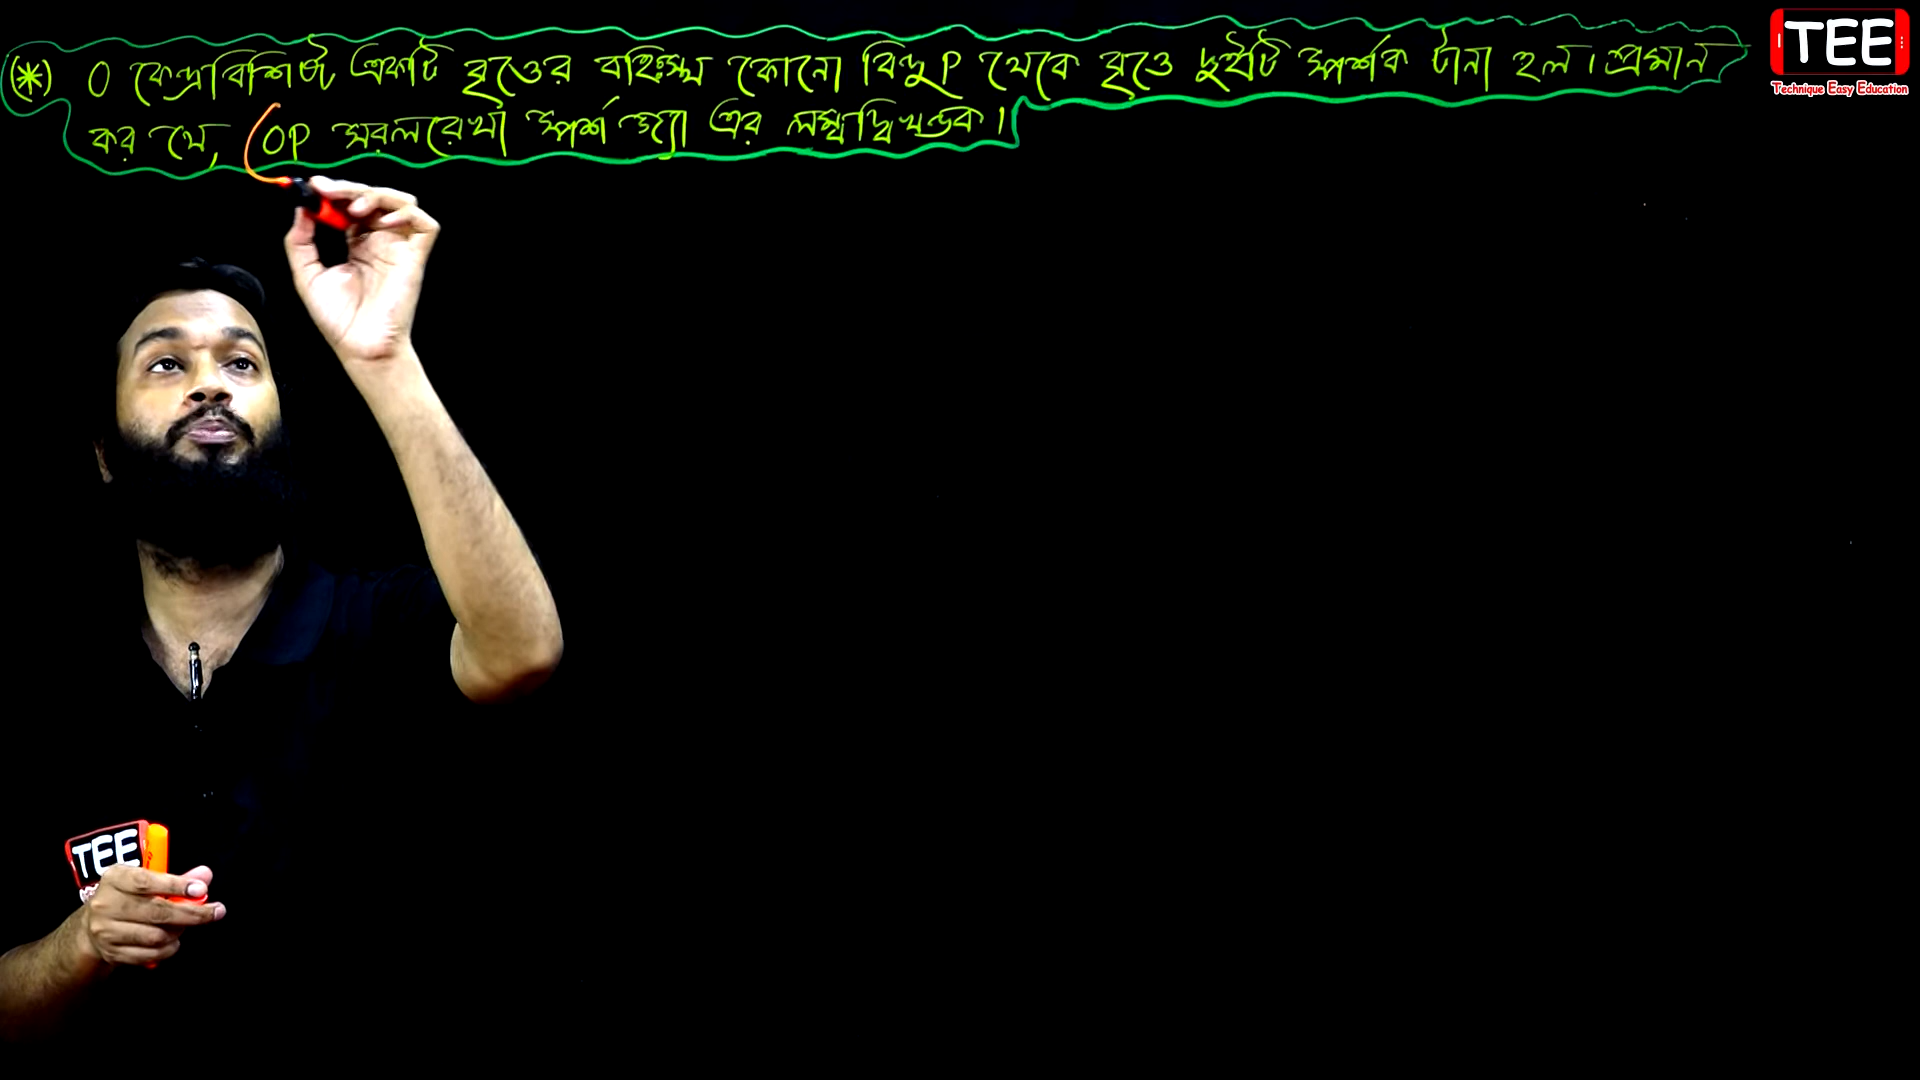 (*) O কেন্দ্রবিশিষ্ট একটি বৃত্তের বহিঃস্থ কোনো বিন্দু P থেকে বৃত্তে দুইটি স্পর্শক টানা হল। প্রমান
কর যে, OP সরলরেখা স্পর্শ জ্যা এর লম্বদ্বিখন্ডক।
TEE
Technique Easy Education
TEE